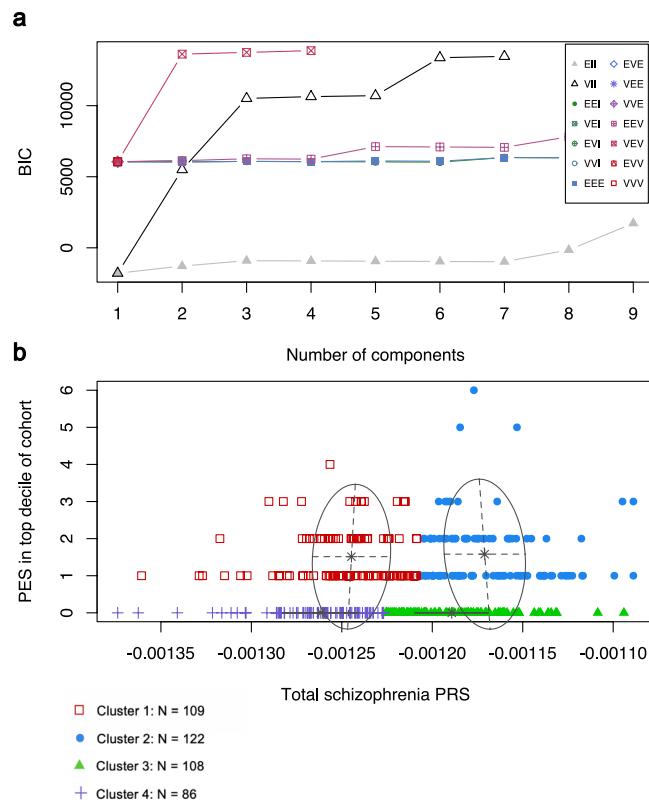 a
BIC
10000
5000
0
1 2 3 4 5 6 7 8 9
Number of components
EII EVE
VII VEE
EEI VVE
VEI EEV
EVI VEV
VVI EVV
EEE VVV
b
PES in top decile of cohort
6
5
4
3
2
1
0
-0.00135 -0.00130 -0.00125 -0.00120 -0.00115 -0.00110
Total schizophrenia PRS
Cluster 1: N = 109
Cluster 2: N = 122
Cluster 3: N = 108
Cluster 4: N = 86